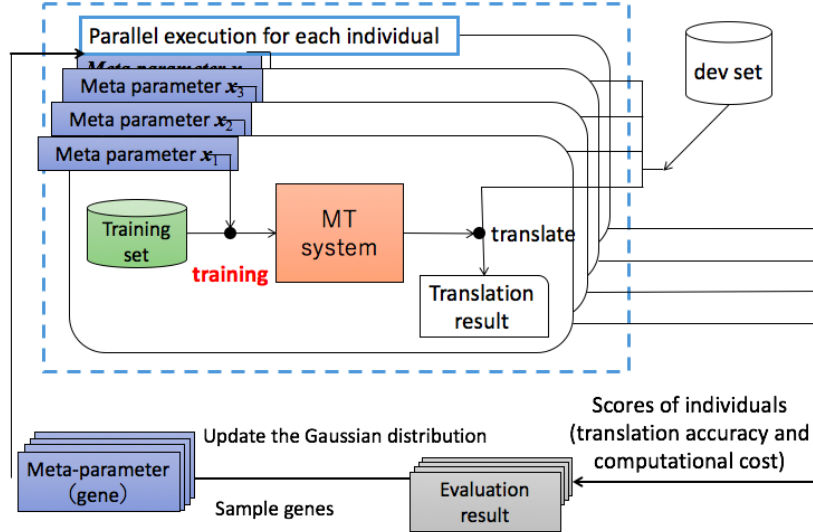 Parallel execution for each individual
Meta parameter
Meta parameter x₃
Meta parameter x₂
Meta parameter x₁
dev set
Training
set
training
MT
system
translate
Translation
result
Scores of individuals
(translation accuracy and
computational cost)
Update the Gaussian distribution
Meta-parameter
(gene)
Sample genes
Evaluation
result